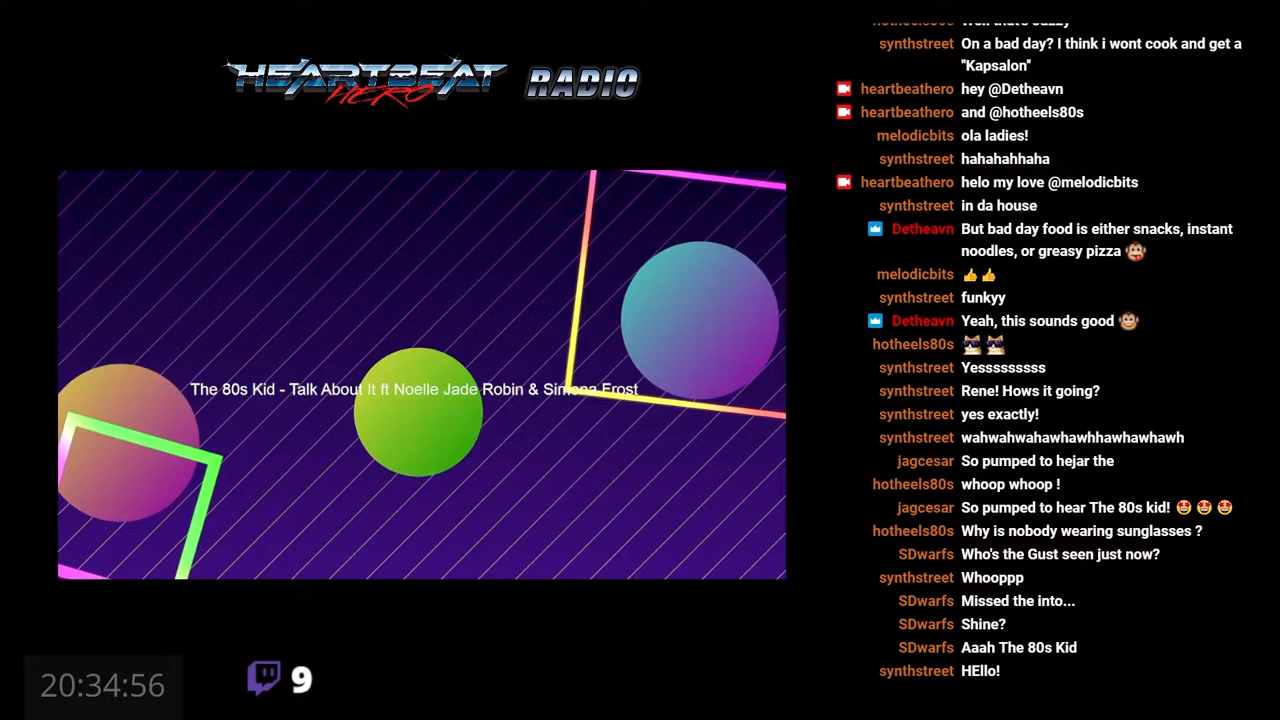 HEARTBEAT
HERO
RADIO
The 80s Kid - Talk About It ft Noelle Jade Robin & Simona Frost
20:34:56
9
synthstreet On a bad day? I think i wont cook and get a
"Kapsalon"
heartbeathero hey @Detheavn
heartbeathero and @hotheels80s
melodicbits ola ladies!
synthstreet hahahahhaha
heartbeathero helo my love @melodicbits
synthstreet in da house
Detheavn But bad day food is either snacks, instant
noodles, or greasy pizza
melodicbits 👍👍
synthstreet funkyy
Detheavn Yeah, this sounds good
hotheels80s
synthstreet Yesssssssss
synthstreet Rene! Hows it going?
synthstreet yes exactly!
synthstreet wahwahwahawhawhhawhawhawh
jagcesar So pumped to hejar the
hotheels80s whoop whoop !
jagcesar So pumped to hear The 80s kid! 🤩 🤩 🤩
hotheels80s Why is nobody wearing sunglasses ?
SDwarfs Who's the Gust seen just now?
synthstreet Whooppp
SDwarfs Missed the into...
SDwarfs Shine?
SDwarfs Aaah The 80s Kid
synthstreet HEllo!